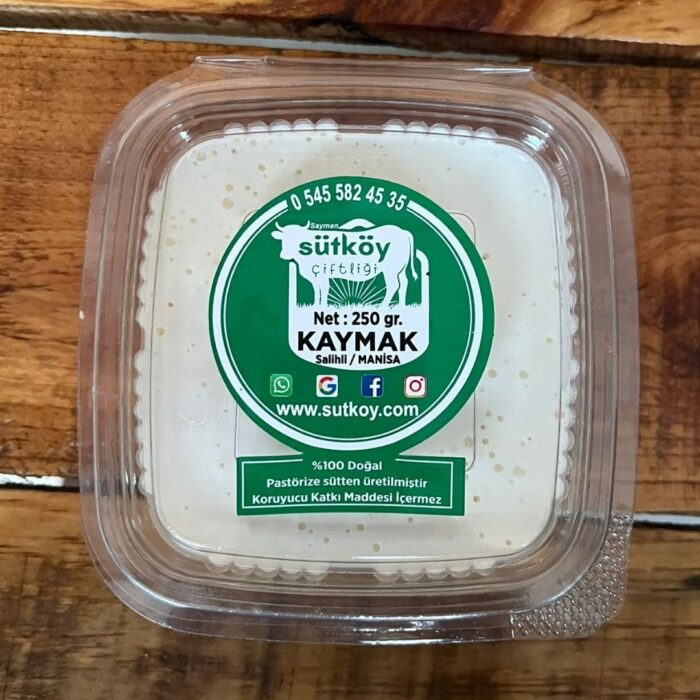 0 545 582 45 35
Sayman
sütköy
çiftliği
Net : 250 gr.
KAYMAK
Salihli / MANİSA
www.sutkoy.com
%100 Doğal
Pastörize sütten üretilmiştir
Koruyucu Katkı Maddesi İçermez